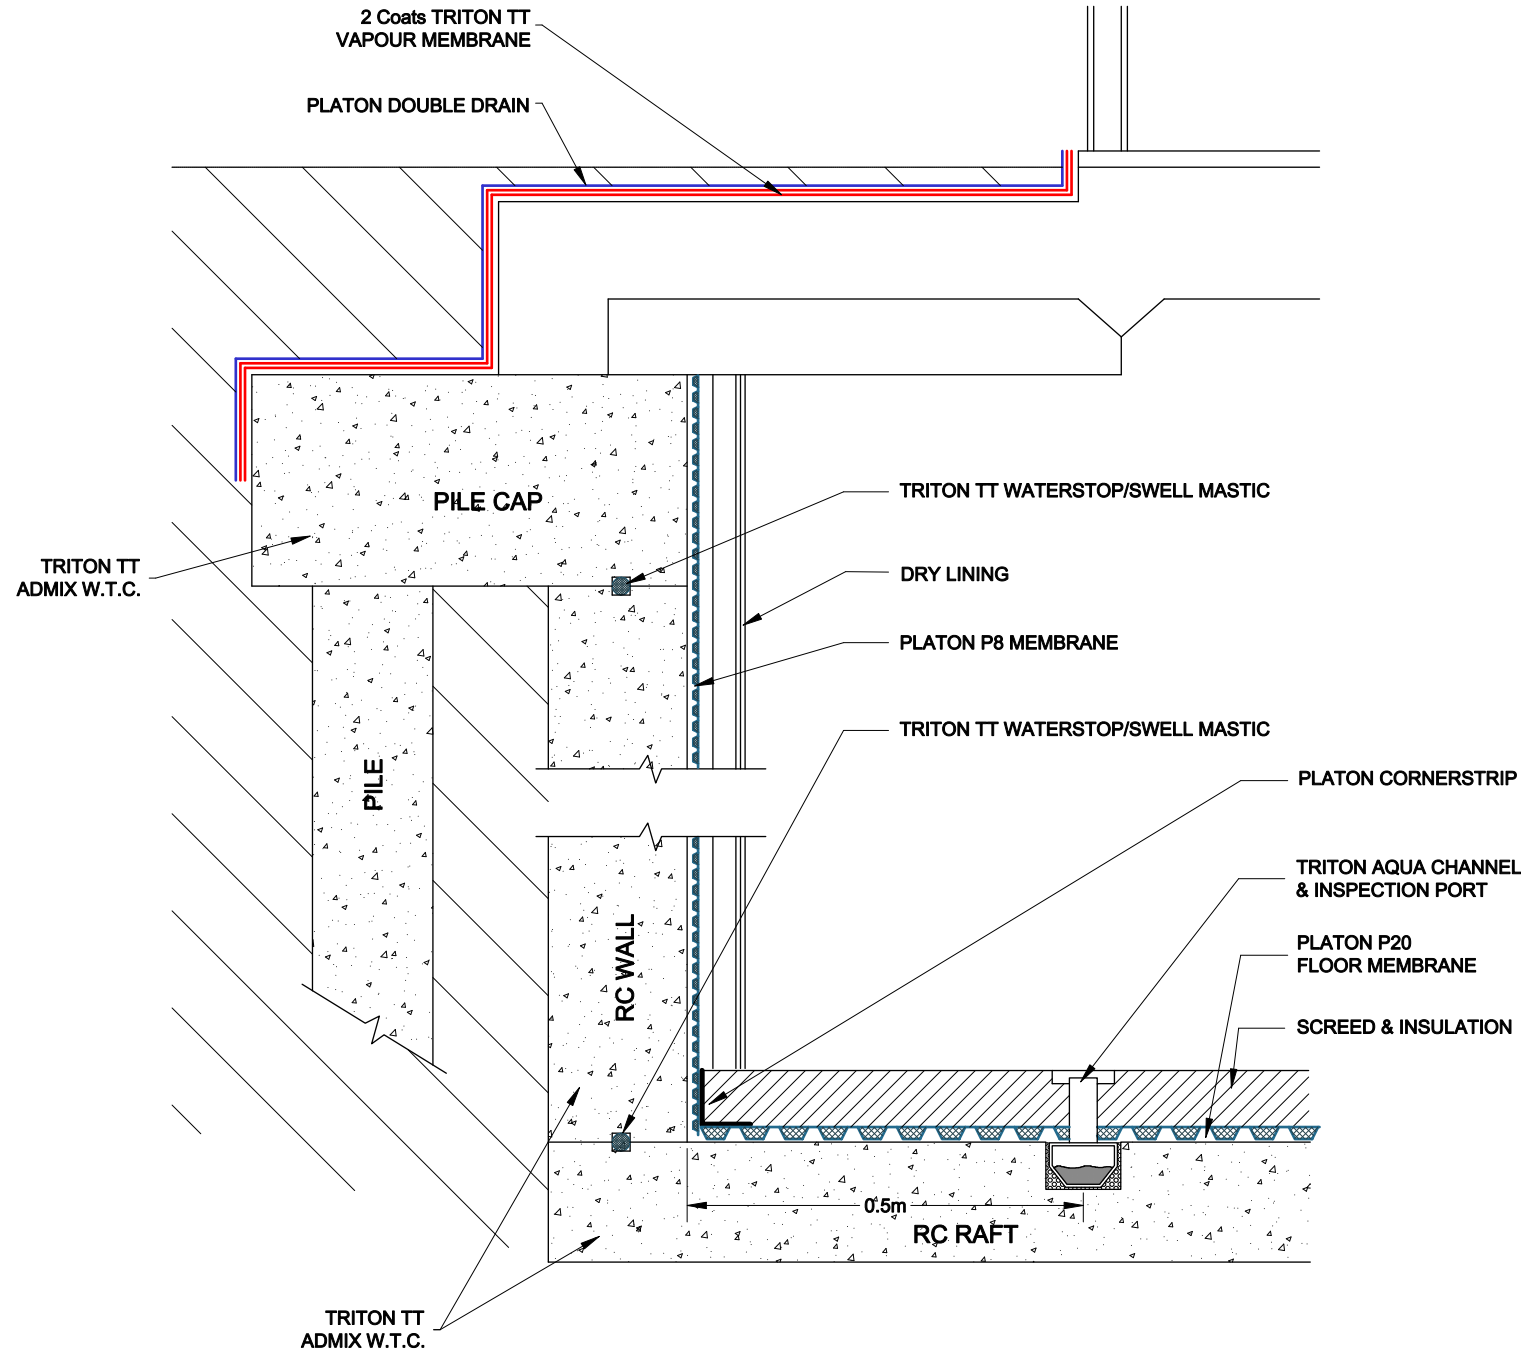 2 Coats TRITON TT
VAPOUR MEMBRANE
PLATON DOUBLE DRAIN
PILE CAP
TRITON TT WATERSTOP/SWELL MASTIC
TRITON TT
ADMIX W.T.C.
DRY LINING
PLATON P8 MEMBRANE
TRITON TT WATERSTOP/SWELL MASTIC
PILE
PLATON CORNERSTRIP
TRITON AQUA CHANNEL
& INSPECTION PORT
RC WALL
PLATON P20
FLOOR MEMBRANE
SCREED & INSULATION
0.5m
RC RAFT
TRITON TT
ADMIX W.T.C.